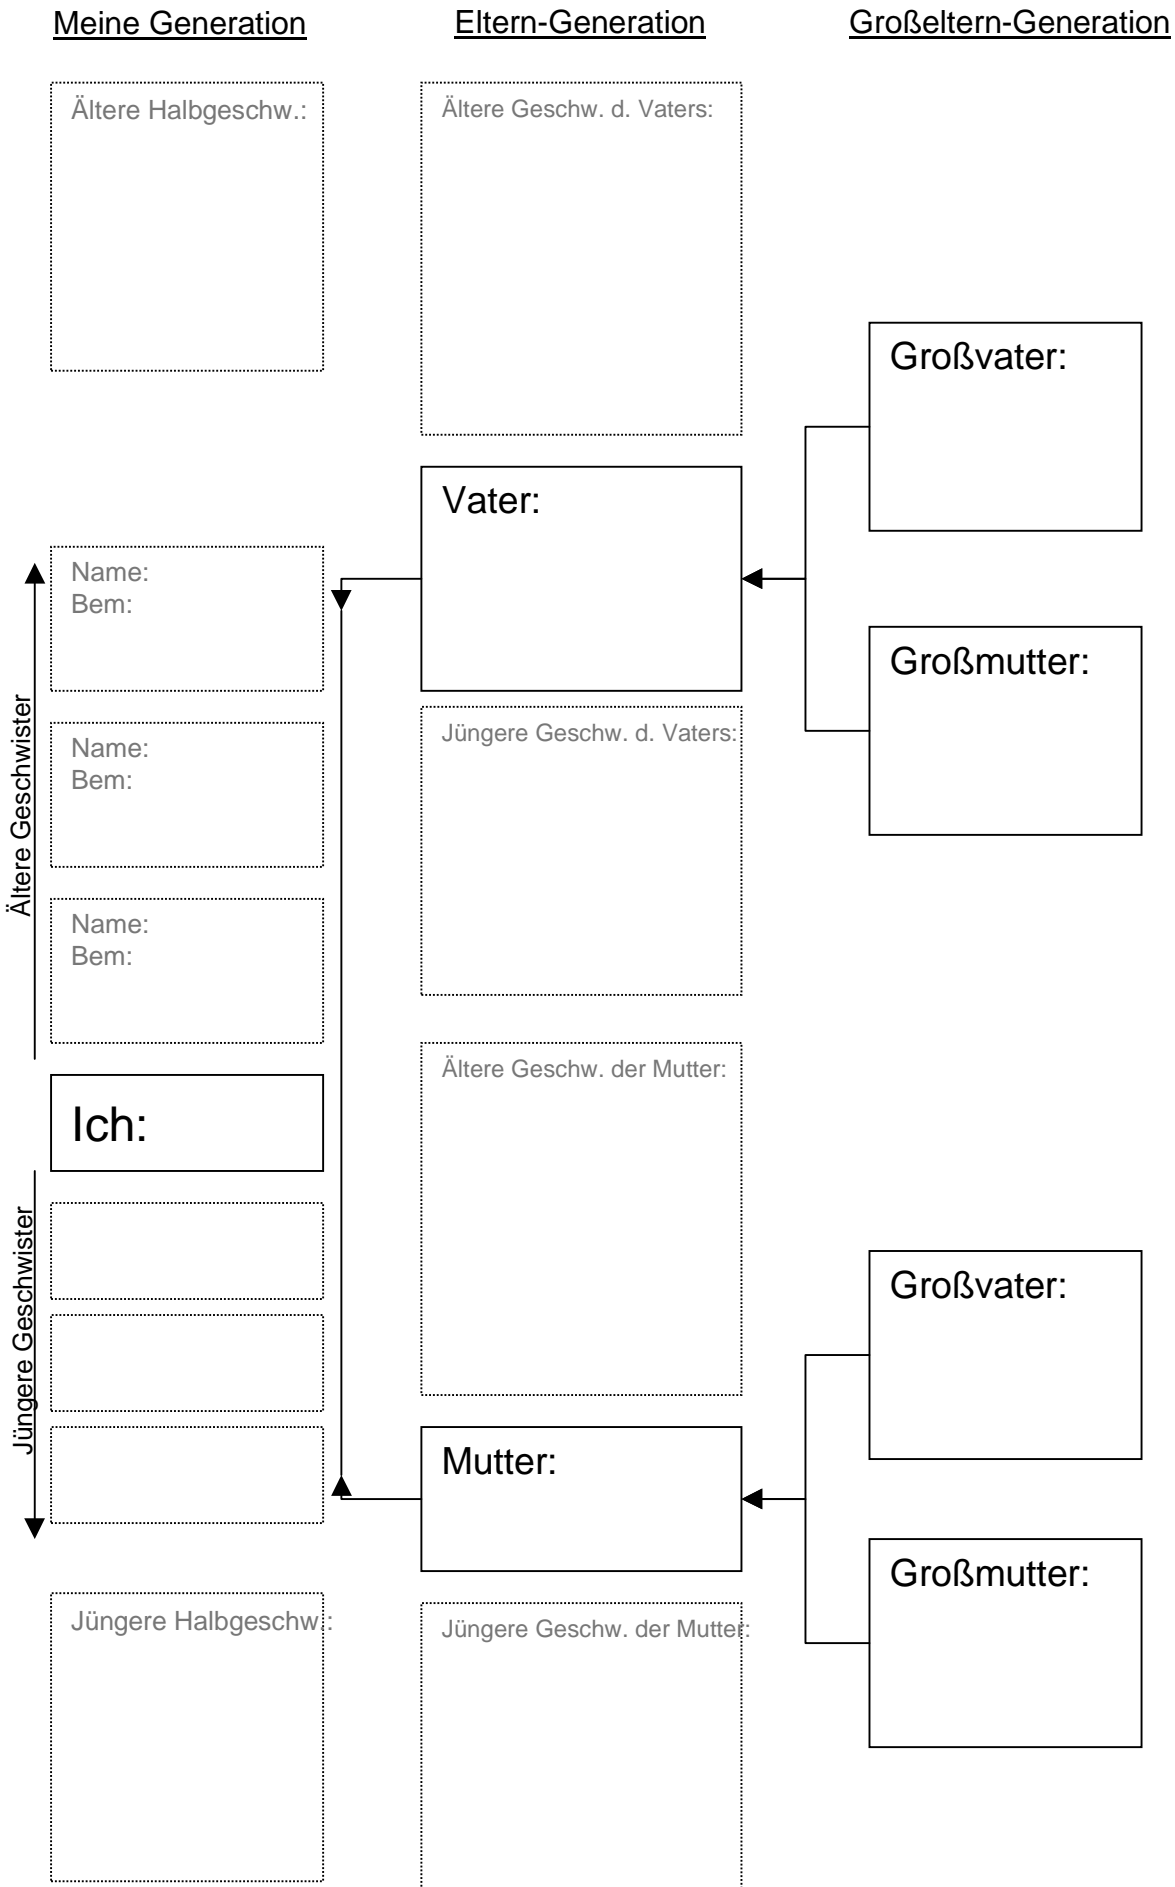 Meine Generation
Eltern-Generation
Großeltern-Generation
Ältere Halbgeschw.:
Ältere Geschw. d. Vaters:
Großvater:
Vater:
Name:
Bem:
Großmutter:
Ältere Geschwister
Name:
Bem:
Jüngere Geschw. d. Vaters:
Name:
Bem:
Ältere Geschw. der Mutter:
Ich:
Jüngere Geschwister
Großvater:
Mutter:
Großmutter:
Jüngere Halbgeschw.:
Jüngere Geschw. der Mutter: